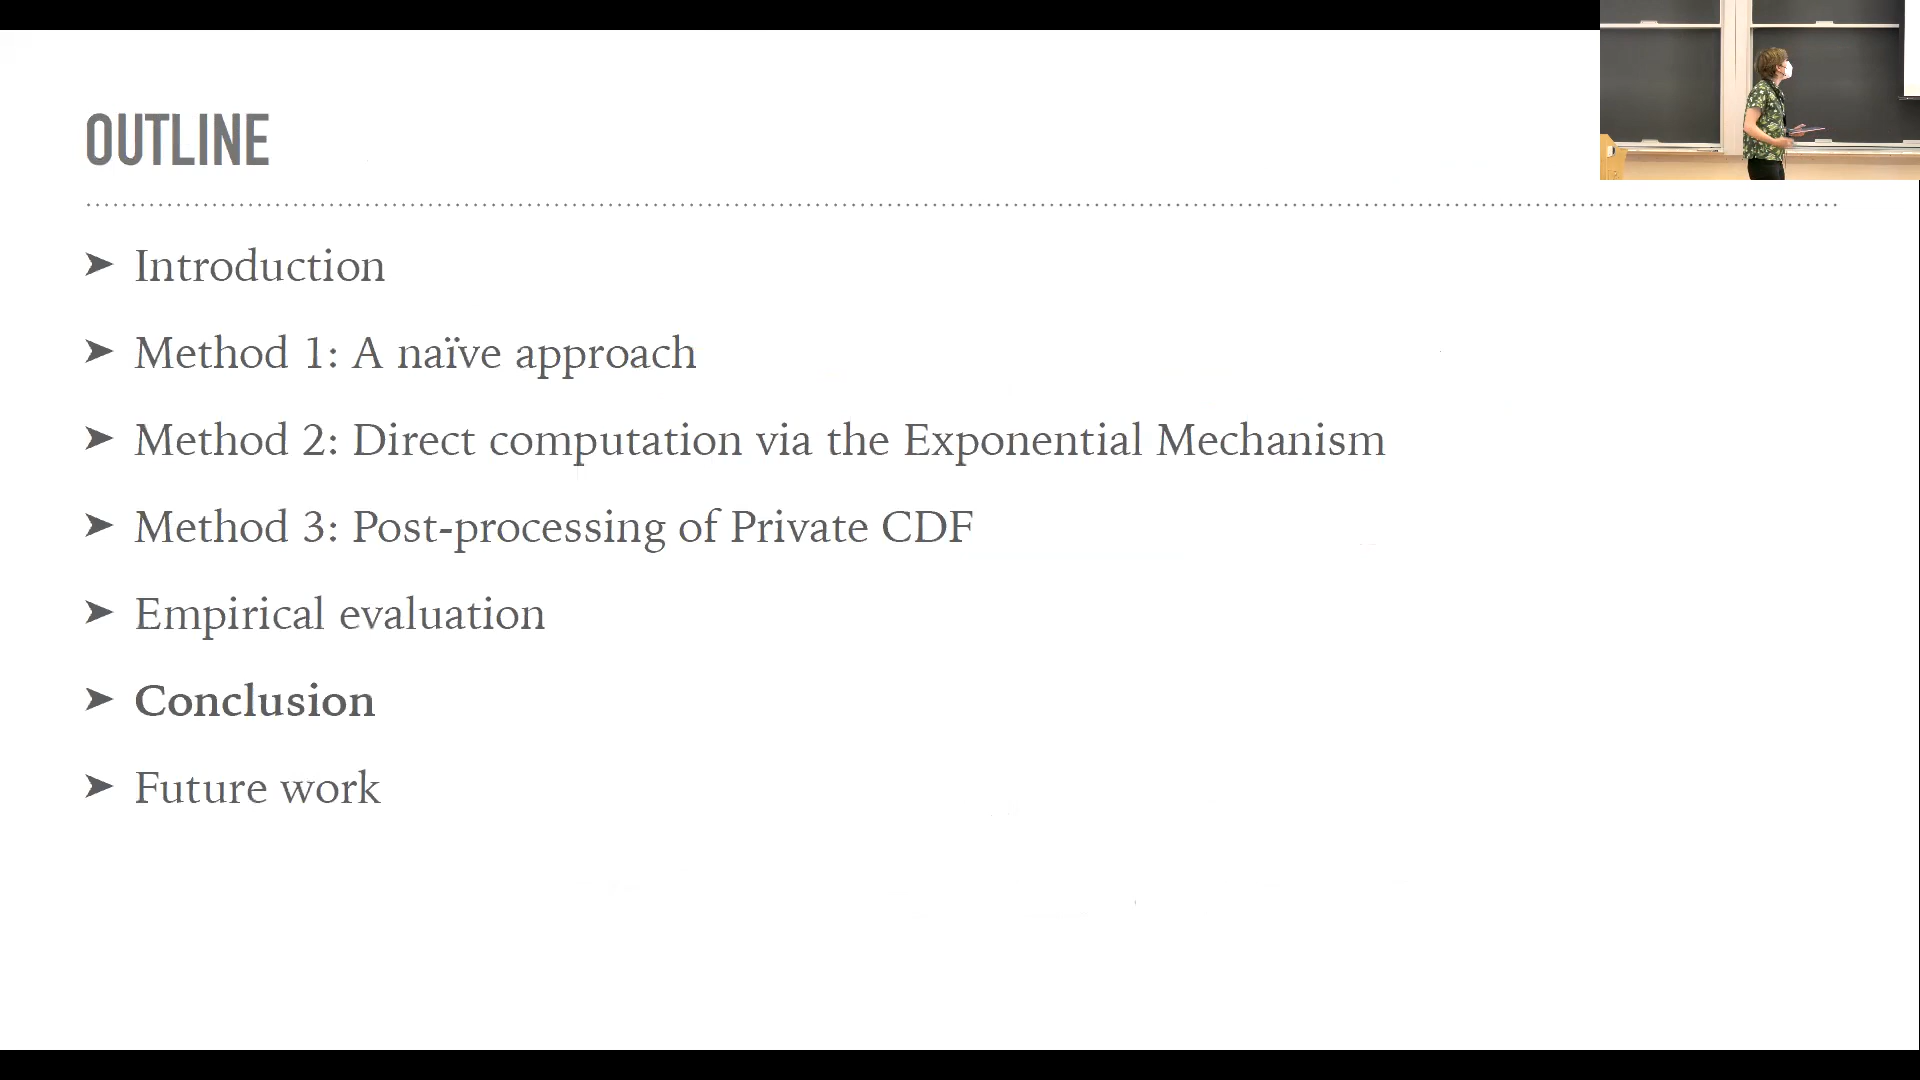 OUTLINE
➤ Introduction
➤ Method 1: A naïve approach
➤ Method 2: Direct computation via the Exponential Mechanism
➤ Method 3: Post-processing of Private CDF
➤ Empirical evaluation
➤ Conclusion
➤ Future work